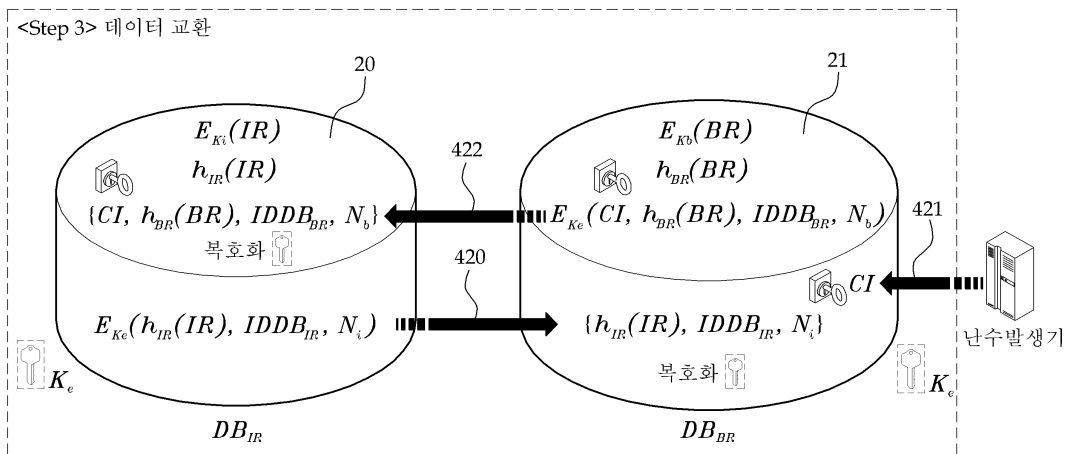 <Step 3> 데이터 교환
20
21
E_Ki(IR)
h_IR(IR)
{CI, h_BR(BR), IDDB_BR, N_b}
복호화
422
E_Kb(BR)
h_BR(BR)
E_Ke(CI, h_BR(BR), IDDB_BR, N_b)
421
420
CI
E_Ke(h_IR(IR), IDDB_IR, N_i)
{h_IR(IR), IDDB_IR, N_i}
복호화
난수발생기
K_e
K_e
DB_IR
DB_BR